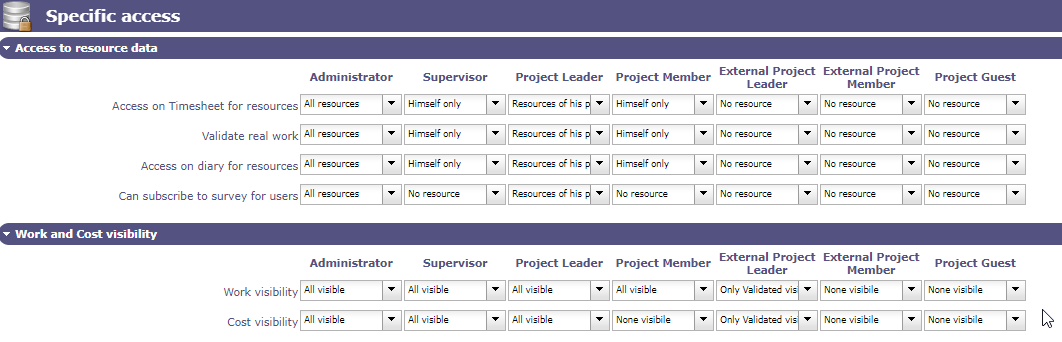 Specific access
Access to resource data
Administrator Supervisor Project Leader Project Member External Project Leader External Project Member Project Guest
Access on Timesheet for resources All resources Himself only Resources of his p Himself only No resource No resource No resource
Validate real work All resources Himself only Resources of his p Himself only No resource No resource No resource
Access on diary for resources All resources Himself only Resources of his p Himself only No resource No resource No resource
Can subscribe to survey for users All resources No resource Resources of his p No resource No resource No resource No resource
Work and Cost visibility
Administrator Supervisor Project Leader Project Member External Project Leader External Project Member Project Guest
Work visibility All visible All visible All visible All visible Only Validated vis None visibile None visibile
Cost visibility All visible All visible All visible None visibile Only Validated vis None visibile None visibile